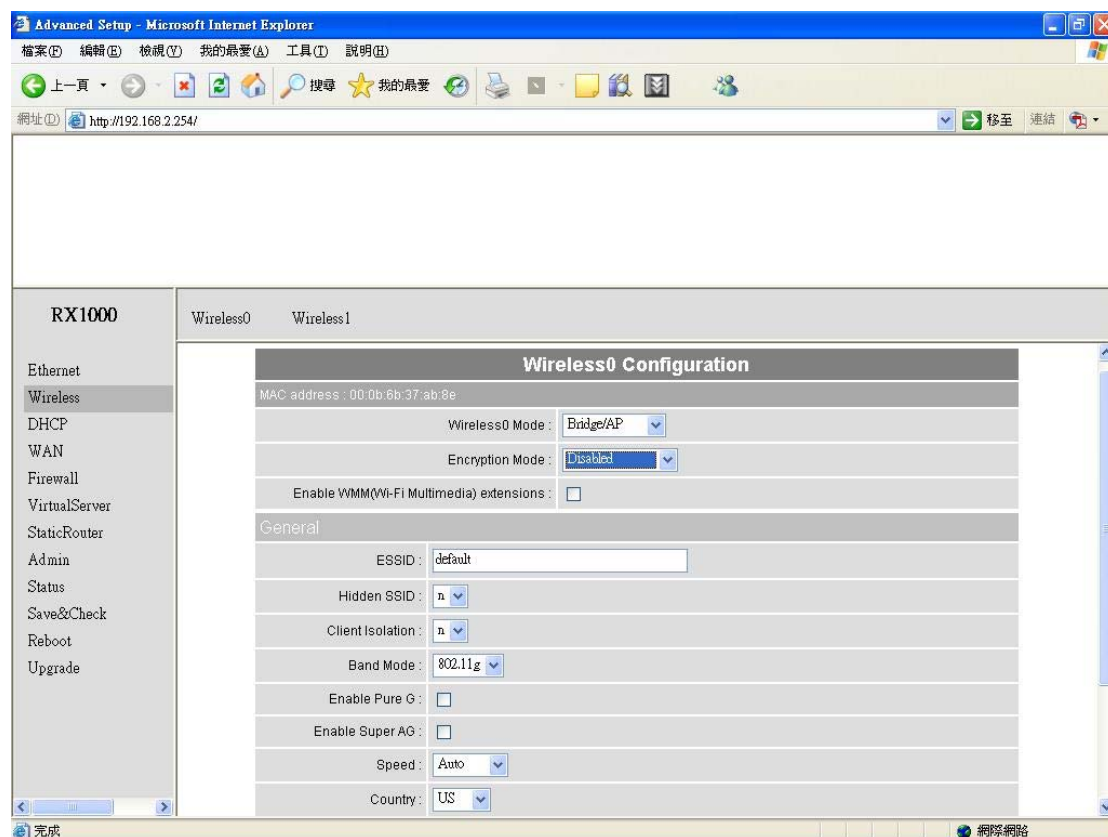 Advanced Setup - Microsoft Internet Explorer
檔案(F) 編輯(E) 檢視(V) 我的最愛(A) 工具(T) 說明(H)
上一頁 搜尋 我的最愛
網址(D) http://192.168.2.254/ 移至 連結
RX1000
Wireless0 Wireless1
Ethernet
Wireless
DHCP
WAN
Firewall
VirtualServer
StaticRouter
Admin
Status
Save&Check
Reboot
Upgrade
Wireless0 Configuration
MAC address : 00:0b:6b:37:ab:8e
Wireless0 Mode : Bridge/AP
Encryption Mode : Disabled
Enable WMM(Wi-Fi Multimedia) extensions :
General
ESSID : default
Hidden SSID : n
Client Isolation : n
Band Mode : 802.11g
Enable Pure G :
Enable Super AG :
Speed : Auto
Country : US
完成 網際網路